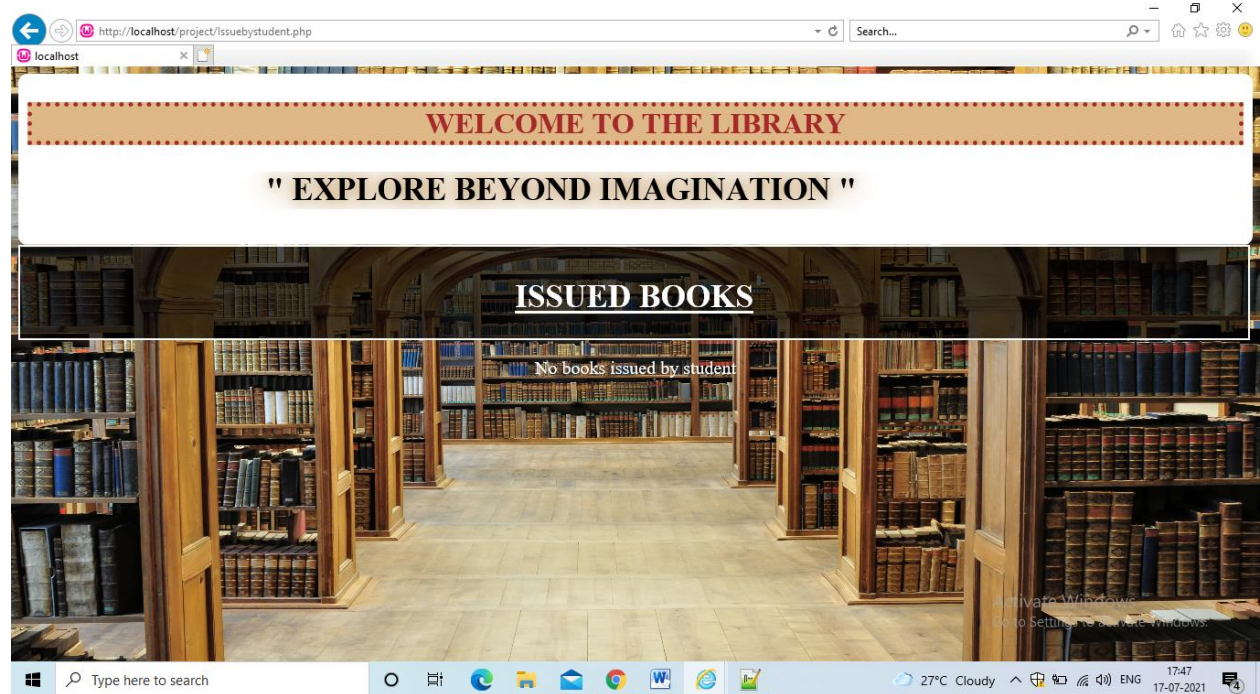 http://localhost/project/Issuebystudent.php
Search...
localhost
WELCOME TO THE LIBRARY
" EXPLORE BEYOND IMAGINATION "
ISSUED BOOKS
No books issued by student
Activate Windows
Go to Settings to activate Windows.
Type here to search
27°C Cloudy
ENG
17:47
17-07-2021
4